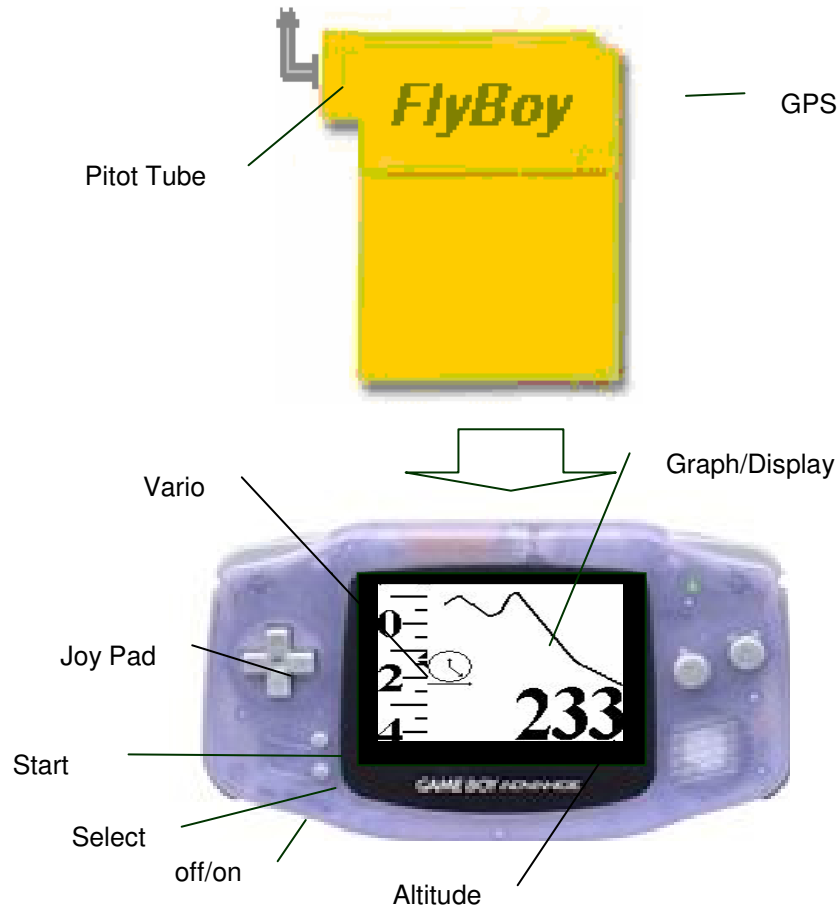 FlyBoy
GPS
Pitot Tube
Graph/Display
Vario
0
2
4
233
Joy Pad
GAME BOY ADVANCE
Start
Select
off/on
Altitude